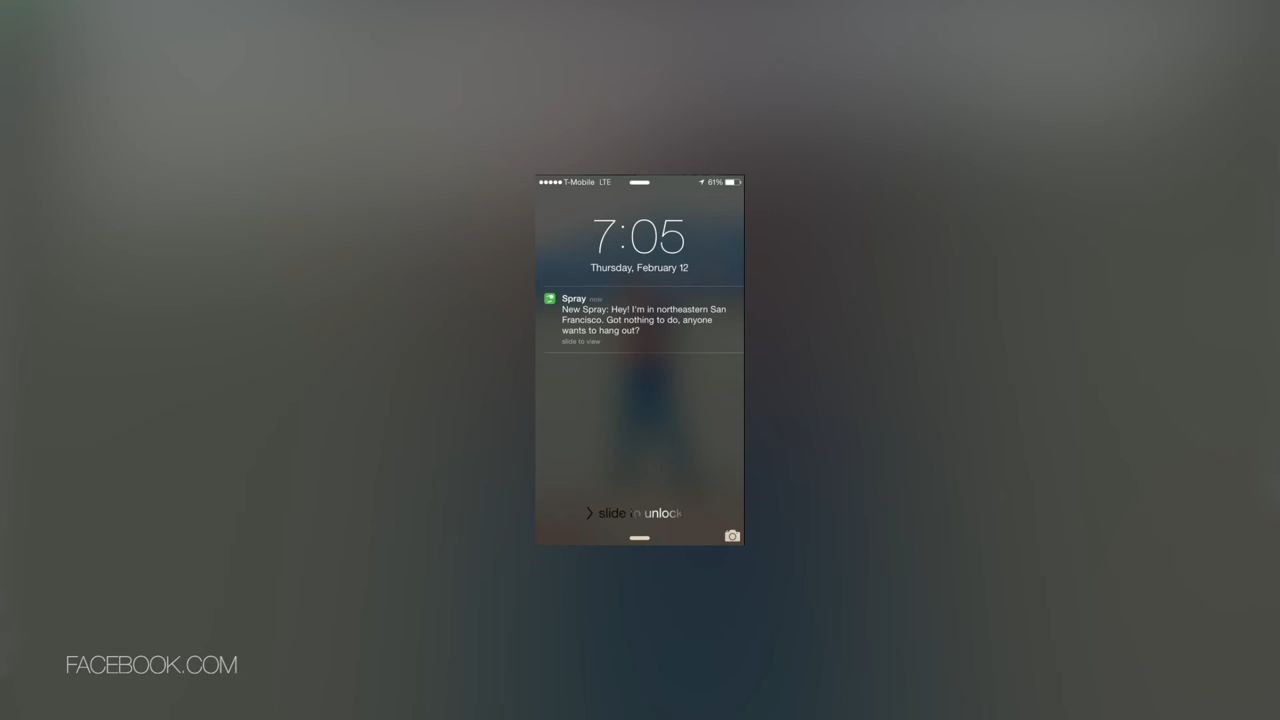 T-Mobile LTE
61%
7:05
Thursday, February 12
Spray now
New Spray: Hey! I'm in northeastern San
Francisco. Got nothing to do, anyone
wants to hang out?
slide to view
slide to unlock
FACEBOOK.COM